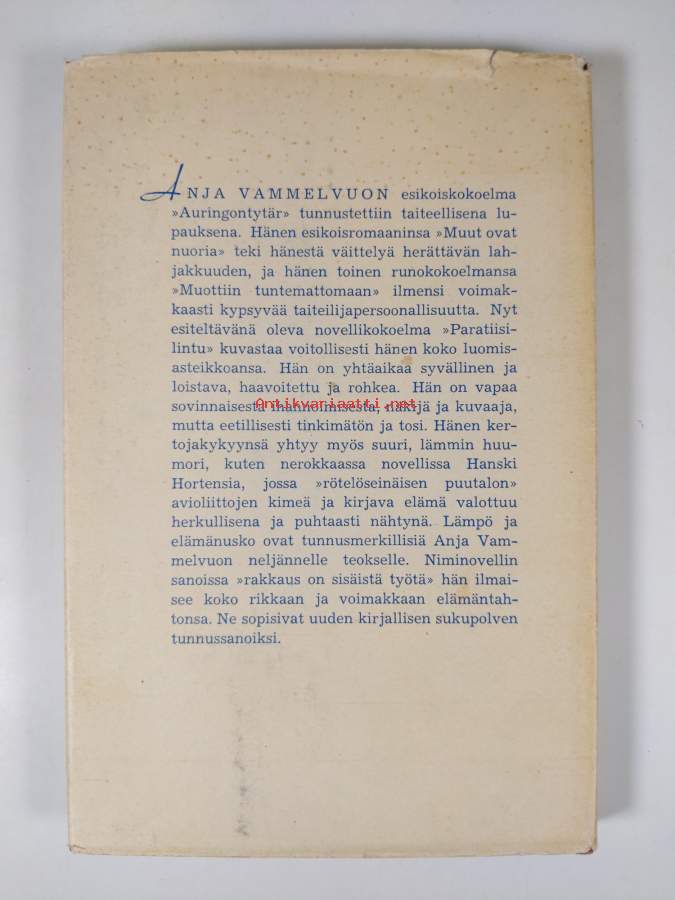 ANJA VAMMELVUON esikoiskokoelma
»Auringontytär» tunnustettiin taiteellisena lu-
pauksena. Hänen esikoisromaaninsa »Muut ovat
nuoria» teki hänestä väittelyä herättävän lah-
jakkuuden, ja hänen toinen runokokoelmansa
»Muottiin tuntemattomaan» ilmensi voimak-
kaasti kypsyvää taiteilijapersoonallisuutta. Nyt
esiteltävänä oleva novellikokoelma »Paratiisi-
lintu» kuvastaa voitollisesti hänen koko luomis-
asteikkoansa. Hän on yhtäaikaa syvällinen ja
loistava, haavoitettu ja rohkea. Hän on vapaa
Antikvariaatti.net
sovinnaisesta ihannoimisesta, näkijä ja kuvaaja,
mutta eetillisesti tinkimätön ja tosi. Hänen ker-
tojakykyynsä yhtyy myös suuri, lämmin huu-
mori, kuten nerokkaassa novellissa Hanski
Hortensia, jossa »rötelöseinäisen puutalon»
avioliittojen kimeä ja kirjava elämä valottuu
herkullisena ja puhtaasti nähtynä. Lämpö ja
elämänusko ovat tunnusmerkillisiä Anja Vam-
melvuon neljännelle teokselle. Niminovellin
sanoissa »rakkaus on sisäistä työtä» hän ilmai-
see koko rikkaan ja voimakkaan elämäntah-
tonsa. Ne sopisivat uuden kirjallisen sukupolven
tunnussanoiksi.